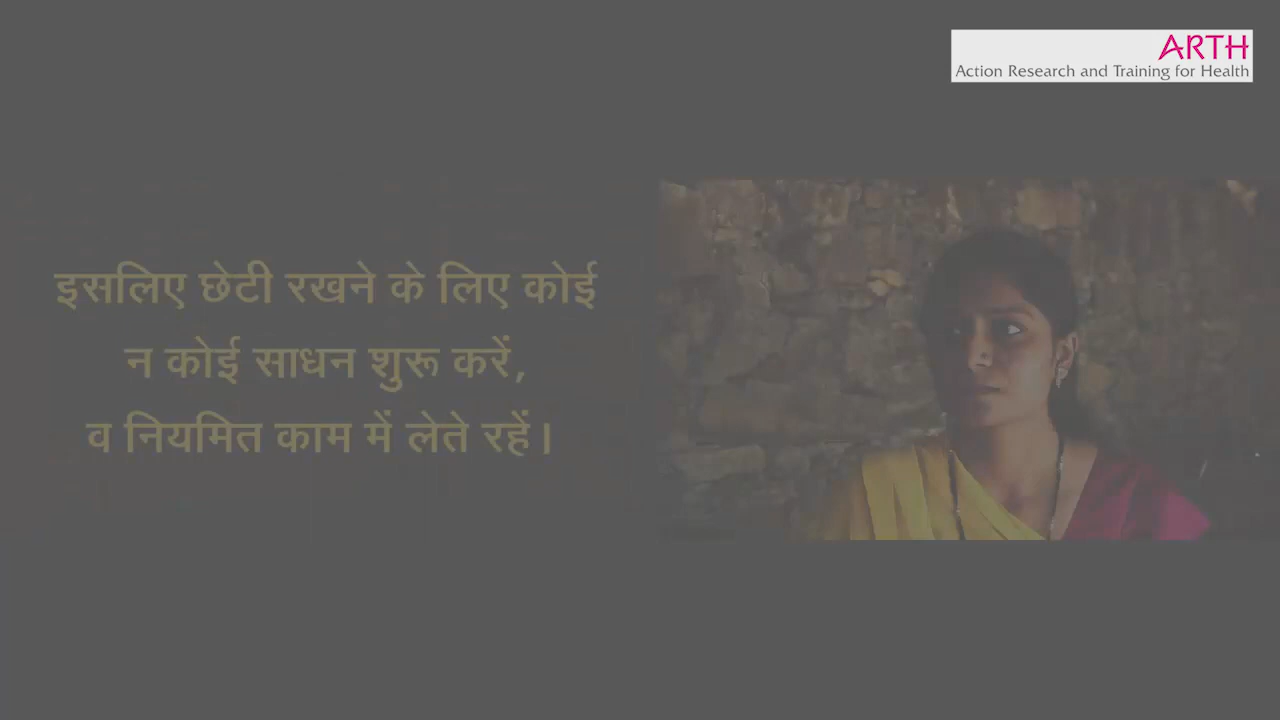 ARTH
Action Research and Training for Health
इसलिए छेटी रखने के लिए कोई
न कोई साधन शुरू करें,
व नियमित काम में लेते रहें।